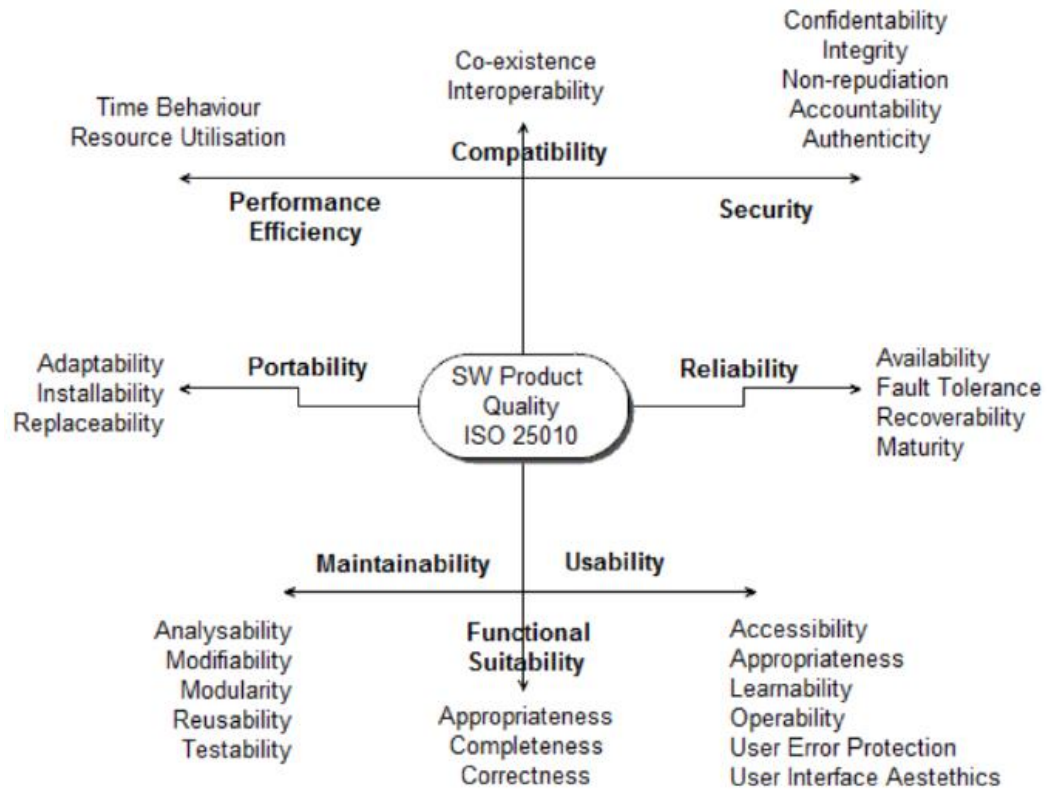 Confidentability
Integrity
Non-repudiation
Accountability
Authenticity
Co-existence
Interoperability
Time Behaviour
Resource Utilisation
Compatibility
Performance
Efficiency
Security
Adaptability
Installability
Replaceability
Portability
SW Product
Quality
ISO 25010
Reliability
Availability
Fault Tolerance
Recoverability
Maturity
Maintainability
Usability
Analysability
Modifiability
Modularity
Reusability
Testability
Functional
Suitability
Appropriateness
Completeness
Correctness
Accessibility
Appropriateness
Learnability
Operability
User Error Protection
User Interface Aestethics